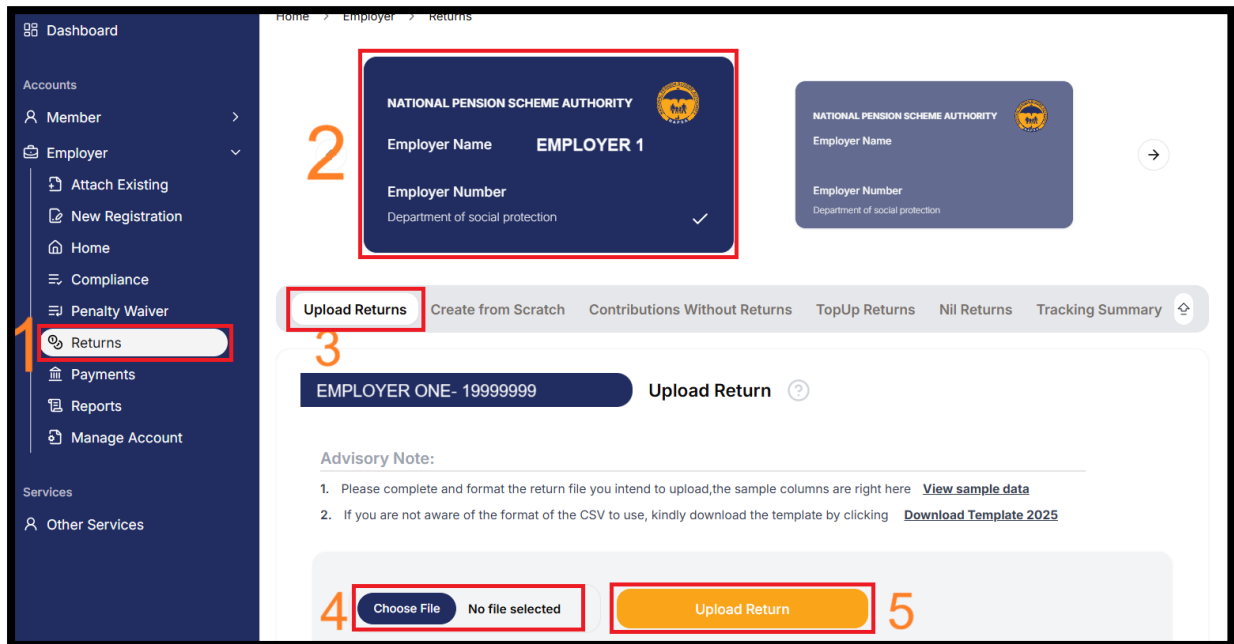 Dashboard
Accounts
Member
Employer
Attach Existing
New Registration
Home
Compliance
Penalty Waiver
1
Returns
Payments
Reports
Manage Account
Services
Other Services
Home > Employer > Returns
2
NATIONAL PENSION SCHEME AUTHORITY
Employer Name EMPLOYER 1
Employer Number
Department of social protection
NATIONAL PENSION SCHEME AUTHORITY
Employer Name
Employer Number
Department of social protection
Upload Returns Create from Scratch Contributions Without Returns TopUp Returns Nil Returns Tracking Summary
3
EMPLOYER ONE- 19999999 Upload Return ?
Advisory Note:
1. Please complete and format the return file you intend to upload,the sample columns are right here View sample data
2. If you are not aware of the format of the CSV to use, kindly download the template by clicking Download Template 2025
4 Choose File No file selected Upload Return 5